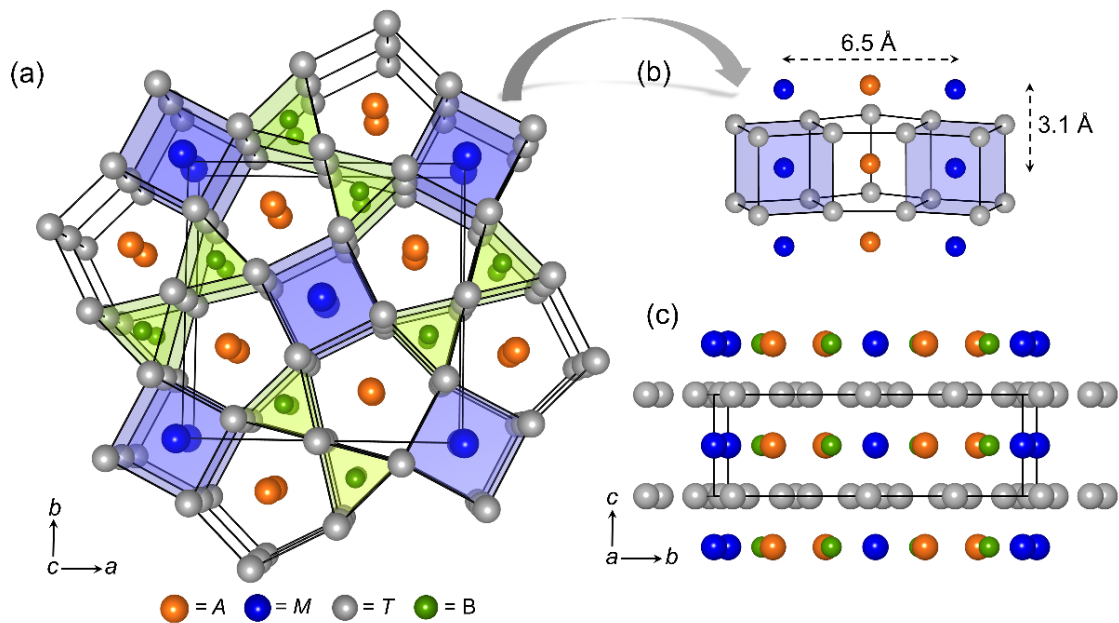 (a)
(b)
6.5 Å
3.1 Å
(c)
b
c
a
c
a
b
= A
= M
= T
= B